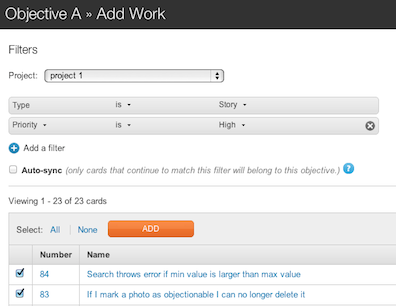 Objective A » Add Work
Filters
Project: project 1
Type is Story
Priority is High
Add a filter
Auto-sync (only cards that continue to match this filter will belong to this objective.) ?
Viewing 1 - 23 of 23 cards
Select: All None ADD
Number Name
84 Search throws error if min value is larger than max value
83 If I mark a photo as objectionable I can no longer delete it